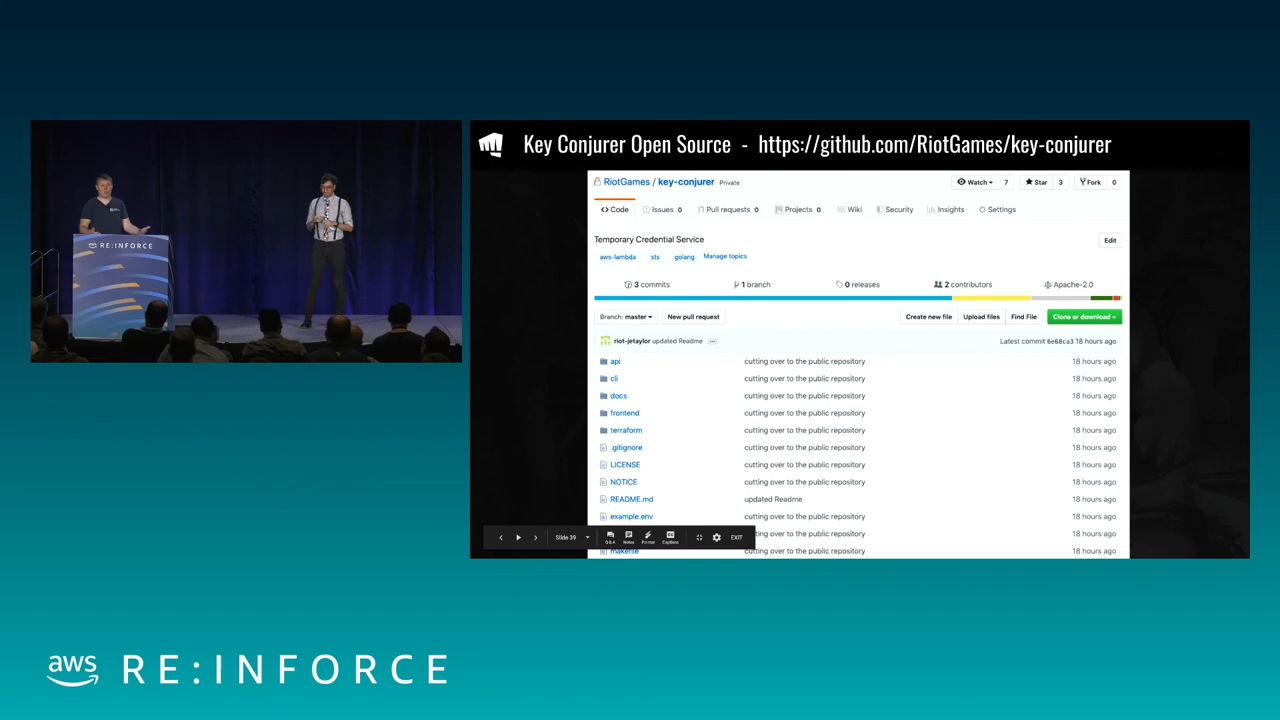 RE:INFORCE
Key Conjurer Open Source - https://github.com/RiotGames/key-conjurer
RiotGames / key-conjurer Private
Watch 7 Star 3 Fork 0
Code Issues 0 Pull requests 0 Projects 0 Wiki Security Insights Settings
Temporary Credential Service Edit
aws-lambda sts golang Manage topics
3 commits 1 branch 0 releases 2 contributors Apache-2.0
Branch: master New pull request Create new file Upload files Find File Clone or download
riot-jetaylor updated Readme ... Latest commit 6e68ca3 18 hours ago
api cutting over to the public repository 18 hours ago
cli cutting over to the public repository 18 hours ago
docs cutting over to the public repository 18 hours ago
frontend cutting over to the public repository 18 hours ago
terraform cutting over to the public repository 18 hours ago
.gitignore cutting over to the public repository 18 hours ago
LICENSE cutting over to the public repository 18 hours ago
NOTICE cutting over to the public repository 18 hours ago
README.md updated Readme 18 hours ago
example.env cutting over to the public repository 18 hours ago
cutting over to the public repository 18 hours ago
makefile cutting over to the public repository 18 hours ago
Slide 39 Q&A Notes Pointer Captions EXIT
aws RE:INFORCE